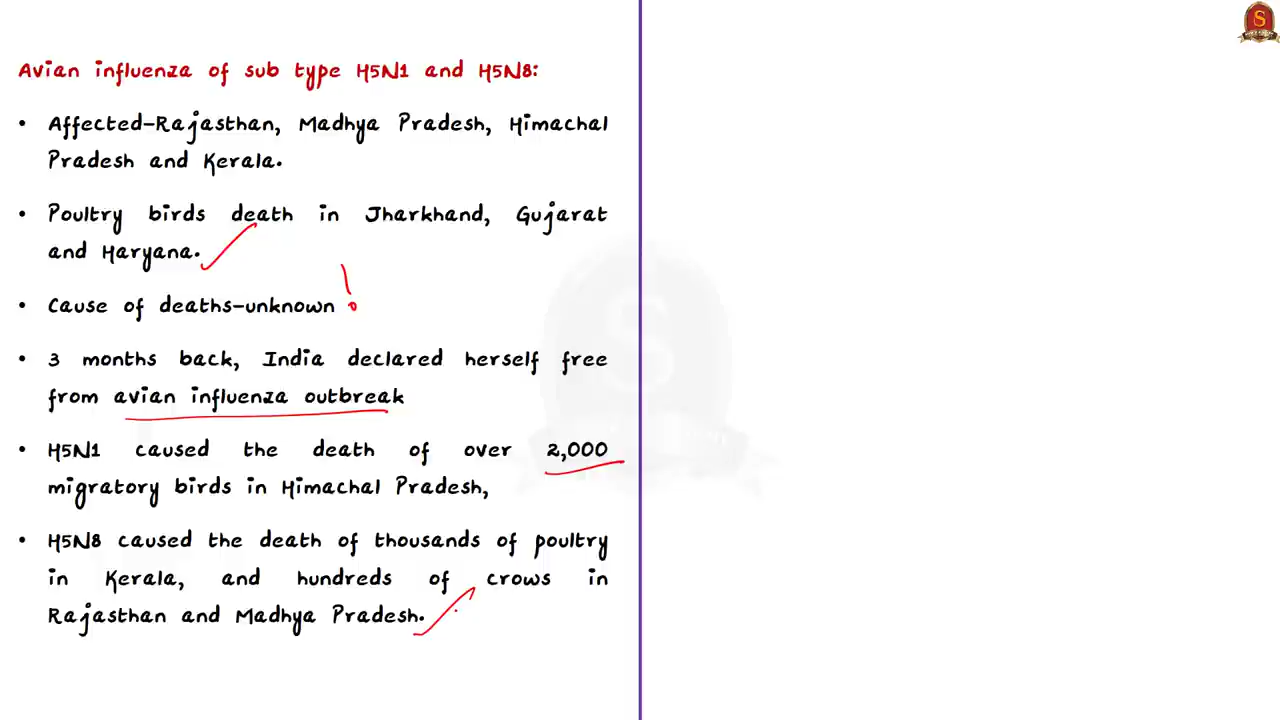 Avian influenza of sub type H5N1 and H5N8:
• Affected-Rajasthan, Madhya Pradesh, Himachal
Pradesh and Kerala.
• Poultry birds death in Jharkhand, Gujarat
and Haryana.
• Cause of deaths-unknown
• 3 months back, India declared herself free
from avian influenza outbreak
• H5N1 caused the death of over 2,000
migratory birds in Himachal Pradesh,
• H5N8 caused the death of thousands of poultry
in Kerala, and hundreds of crows in
Rajasthan and Madhya Pradesh.
S